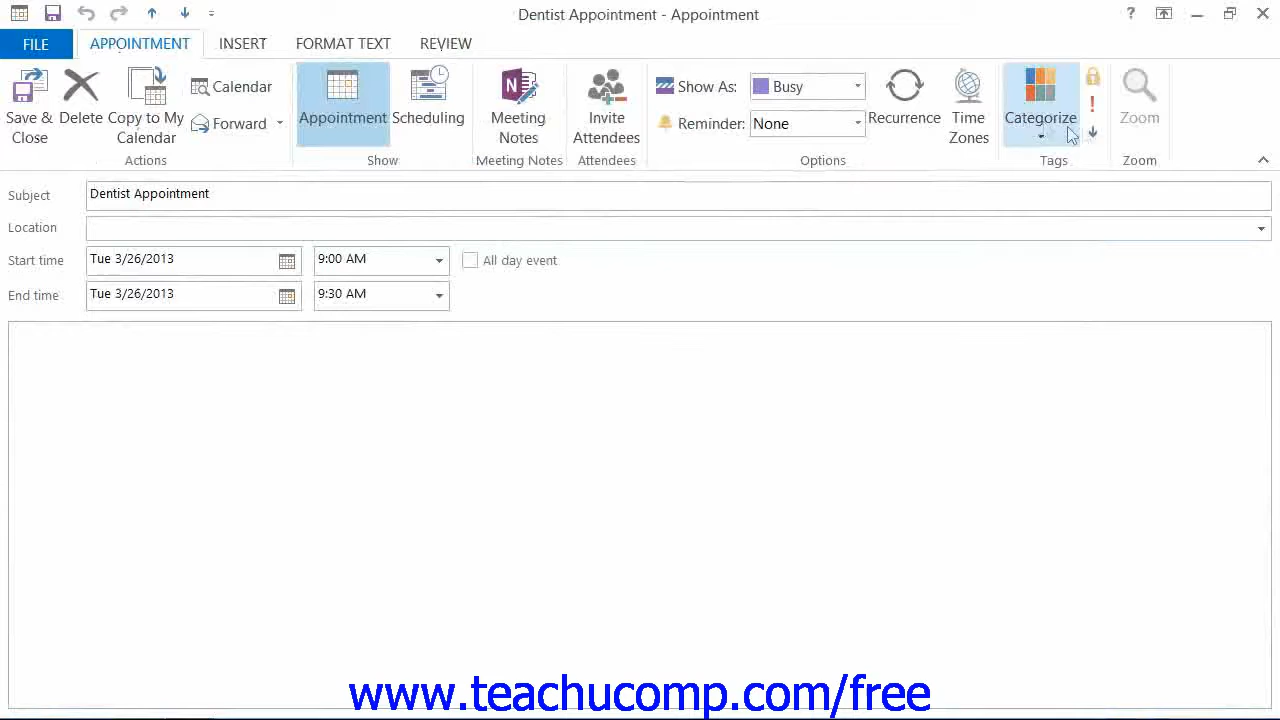 Dentist Appointment - Appointment
?
FILE
APPOINTMENT
INSERT
FORMAT TEXT
REVIEW
Save &
Close
Delete
Copy to My
Calendar
Calendar
Forward
Actions
Appointment
Scheduling
Show
N
Meeting
Notes
Meeting Notes
Invite
Attendees
Attendees
Show As: Busy
Reminder: None
Recurrence
Time
Zones
Options
Categorize
!
Tags
Zoom
Zoom
Subject Dentist Appointment
Location
Start time Tue 3/26/2013 9:00 AM All day event
End time Tue 3/26/2013 9:30 AM
www.teachucomp.com/free